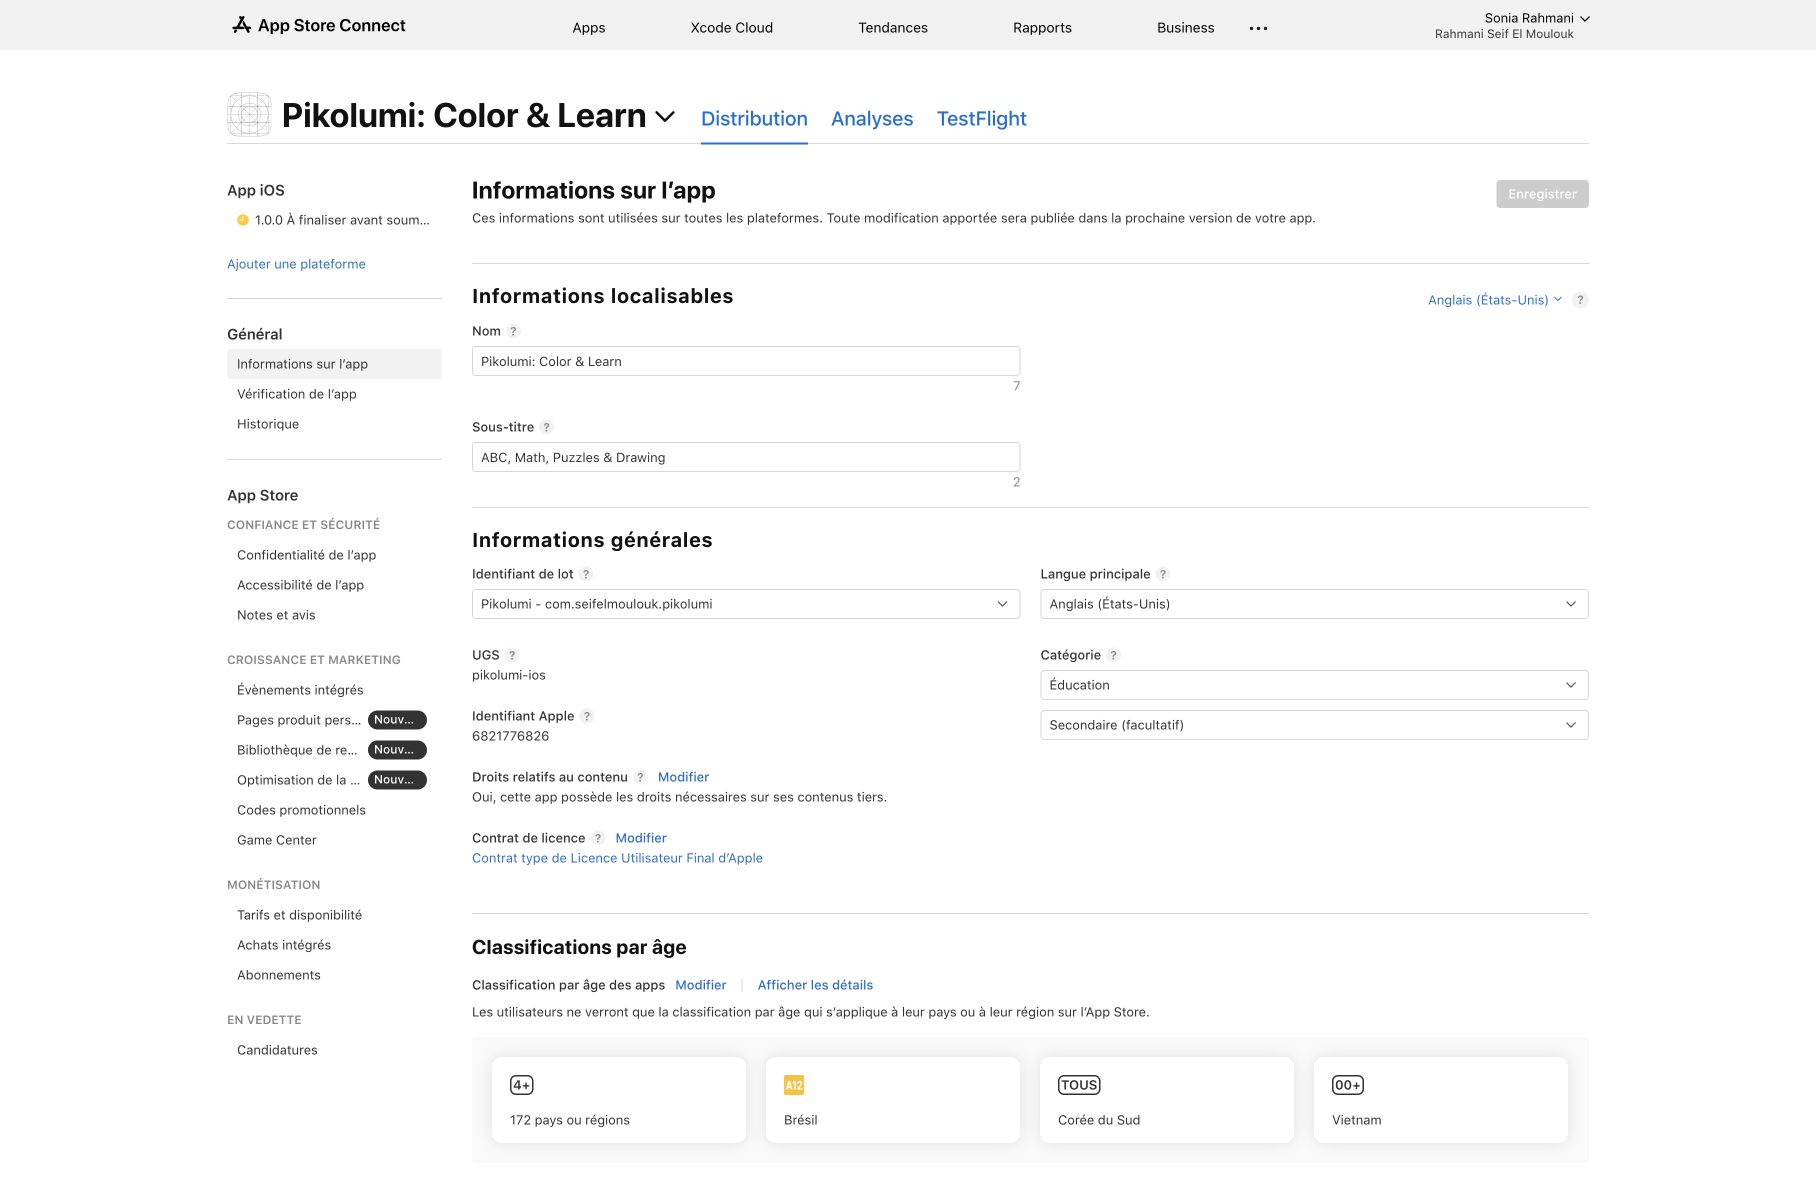 App Store Connect
Apps
Xcode Cloud
Tendances
Rapports
Business
Sonia Rahmani
Rahmani Seif El Moulouk
Pikolumi: Color & Learn
Distribution
Analyses
TestFlight
App iOS
1.0.0 À finaliser avant soum...
Ajouter une plateforme
Général
Informations sur l'app
Vérification de l'app
Historique
App Store
CONFIANCE ET SÉCURITÉ
Confidentialité de l'app
Accessibilité de l'app
Notes et avis
CROISSANCE ET MARKETING
Évènements intégrés
Pages produit pers... Nouv...
Bibliothèque de re... Nouv...
Optimisation de la ... Nouv...
Codes promotionnels
Game Center
MONÉTISATION
Tarifs et disponibilité
Achats intégrés
Abonnements
EN VEDETTE
Candidatures
Informations sur l'app
Enregistrer
Ces informations sont utilisées sur toutes les plateformes. Toute modification apportée sera publiée dans la prochaine version de votre app.
Informations localisables
Anglais (États-Unis) ?
Nom ?
Pikolumi: Color & Learn
7
Sous-titre ?
ABC, Math, Puzzles & Drawing
2
Informations générales
Identifiant de lot ?
Pikolumi - com.seifelmoulouk.pikolumi
Langue principale ?
Anglais (États-Unis)
UGS ?
pikolumi-ios
Catégorie ?
Éducation
Secondaire (facultatif)
Identifiant Apple ?
6821776826
Droits relatifs au contenu ? Modifier
Oui, cette app possède les droits nécessaires sur ses contenus tiers.
Contrat de licence ? Modifier
Contrat type de Licence Utilisateur Final d'Apple
Classifications par âge
Classification par âge des apps Modifier Afficher les détails
Les utilisateurs ne verront que la classification par âge qui s'applique à leur pays ou à leur région sur l'App Store.
4+
172 pays ou régions
A12
Brésil
TOUS
Corée du Sud
00+
Vietnam